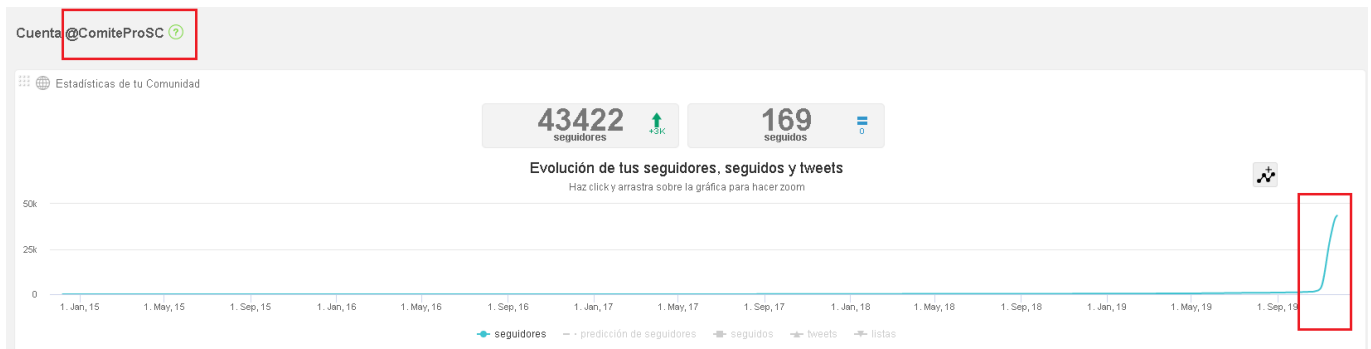 Cuenta @ComiteProSC ?
Estadísticas de tu Comunidad
43422 seguidores +3K
169 seguidos 0
Evolución de tus seguidores, seguidos y tweets
Haz click y arrastra sobre la gráfica para hacer zoom
50k
25k
0
1. Jan, 15 1. May, 15 1. Sep, 15 1. Jan, 16 1. May, 16 1. Sep, 16 1. Jan, 17 1. May, 17 1. Sep, 17 1. Jan, 18 1. May, 18 1. Sep, 18 1. Jan, 19 1. May, 19 1. Sep, 19
seguidores predicción de seguidores seguidos tweets listas